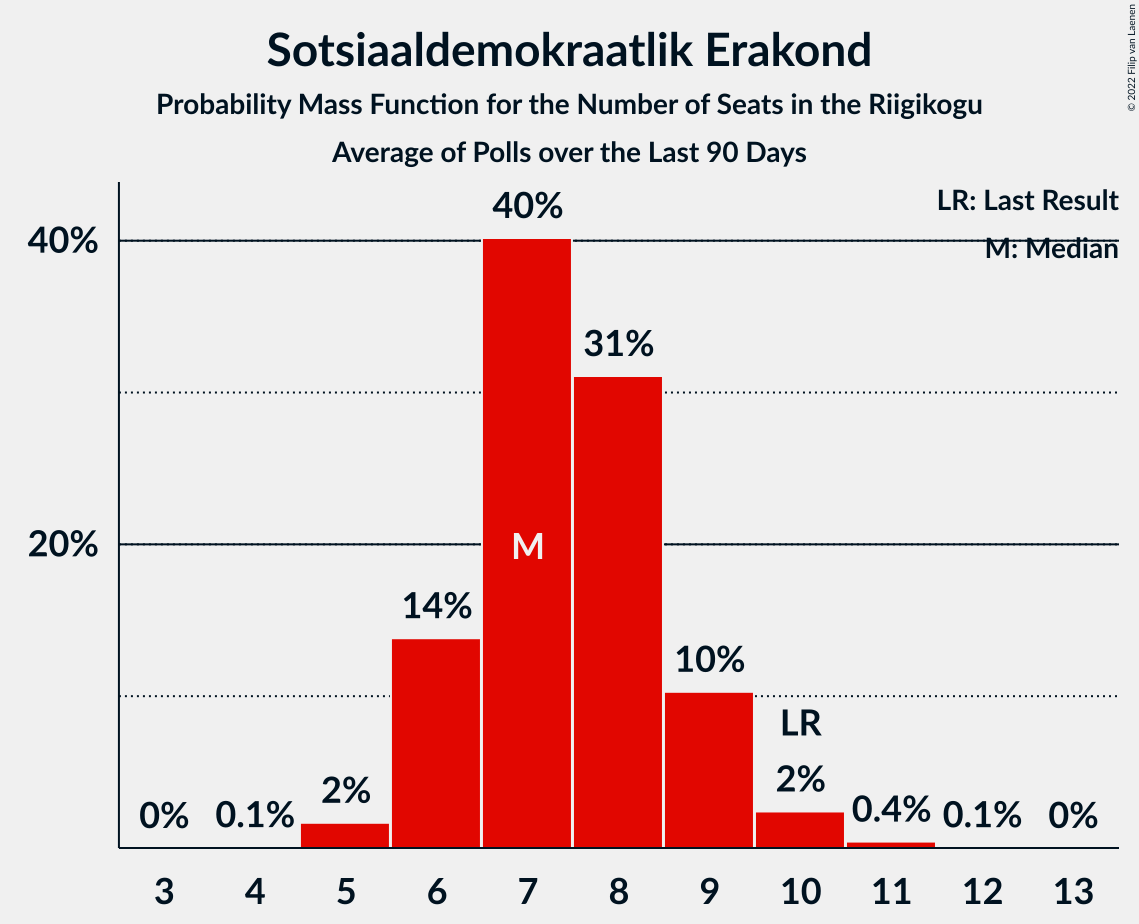 Sotsiaaldemokraatlik Erakond
Probability Mass Function for the Number of Seats in the Riigikogu
Average of Polls over the Last 90 Days
© 2022 Filip van Laenen
LR: Last Result
M: Median
40%
20%
0%
0.1%
2%
14%
40%
M
31%
10%
LR
2%
0.4%
0.1%
0%
3 4 5 6 7 8 9 10 11 12 13